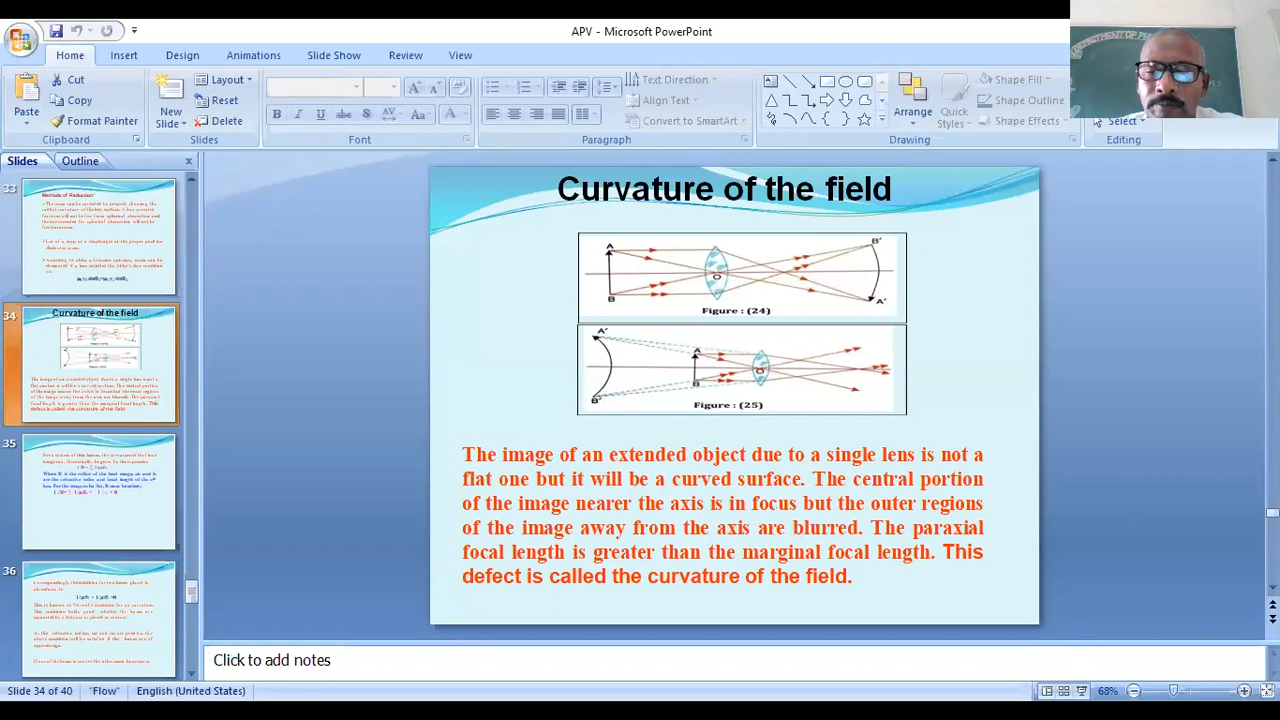 APV - Microsoft PowerPoint
Home Insert Design Animations Slide Show Review View
Cut
Copy
Format Painter
Paste
Clipboard
New
Slide
Layout
Reset
Delete
Slides
Font
Text Direction
Align Text
Convert to SmartArt
Paragraph
Arrange
Quick
Styles
Shape Fill
Shape Outline
Shape Effects
Drawing
Select
Editing
Slides Outline
33
Methods of Reduction:
34
Curvature of the field
35
36
Curvature of the field
A
B
O
B'
A'
Figure : (24)
A'
B'
A
B
O
Figure : (25)
The image of an extended object due to a single lens is not a
flat one but it will be a curved surface. The central portion
of the image nearer the axis is in focus but the outer regions
of the image away from the axis are blurred. The paraxial
focal length is greater than the marginal focal length. This
defect is called the curvature of the field.
Click to add notes
Slide 34 of 40 "Flow" English (United States) 68%